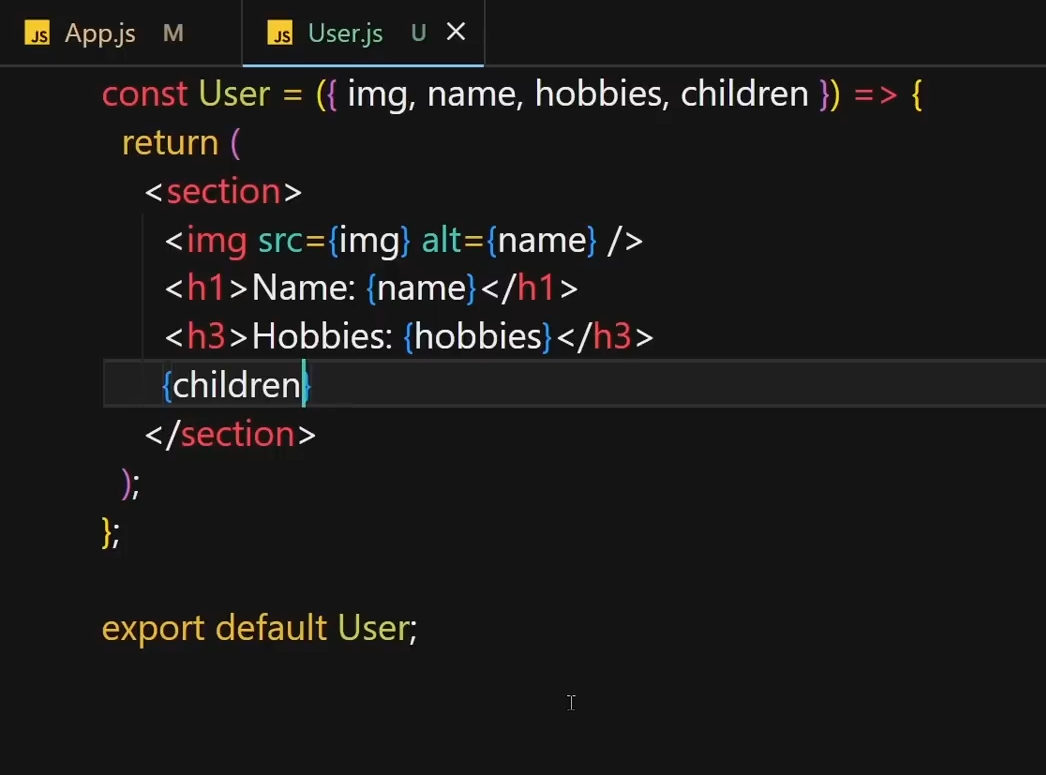 JS App.js M JS User.js U
const User = ({ img, name, hobbies, children }) => {
return (
<section>
<img src={img} alt={name} />
<h1>Name: {name}</h1>
<h3>Hobbies: {hobbies}</h3>
{children}
</section>
);
};
export default User;